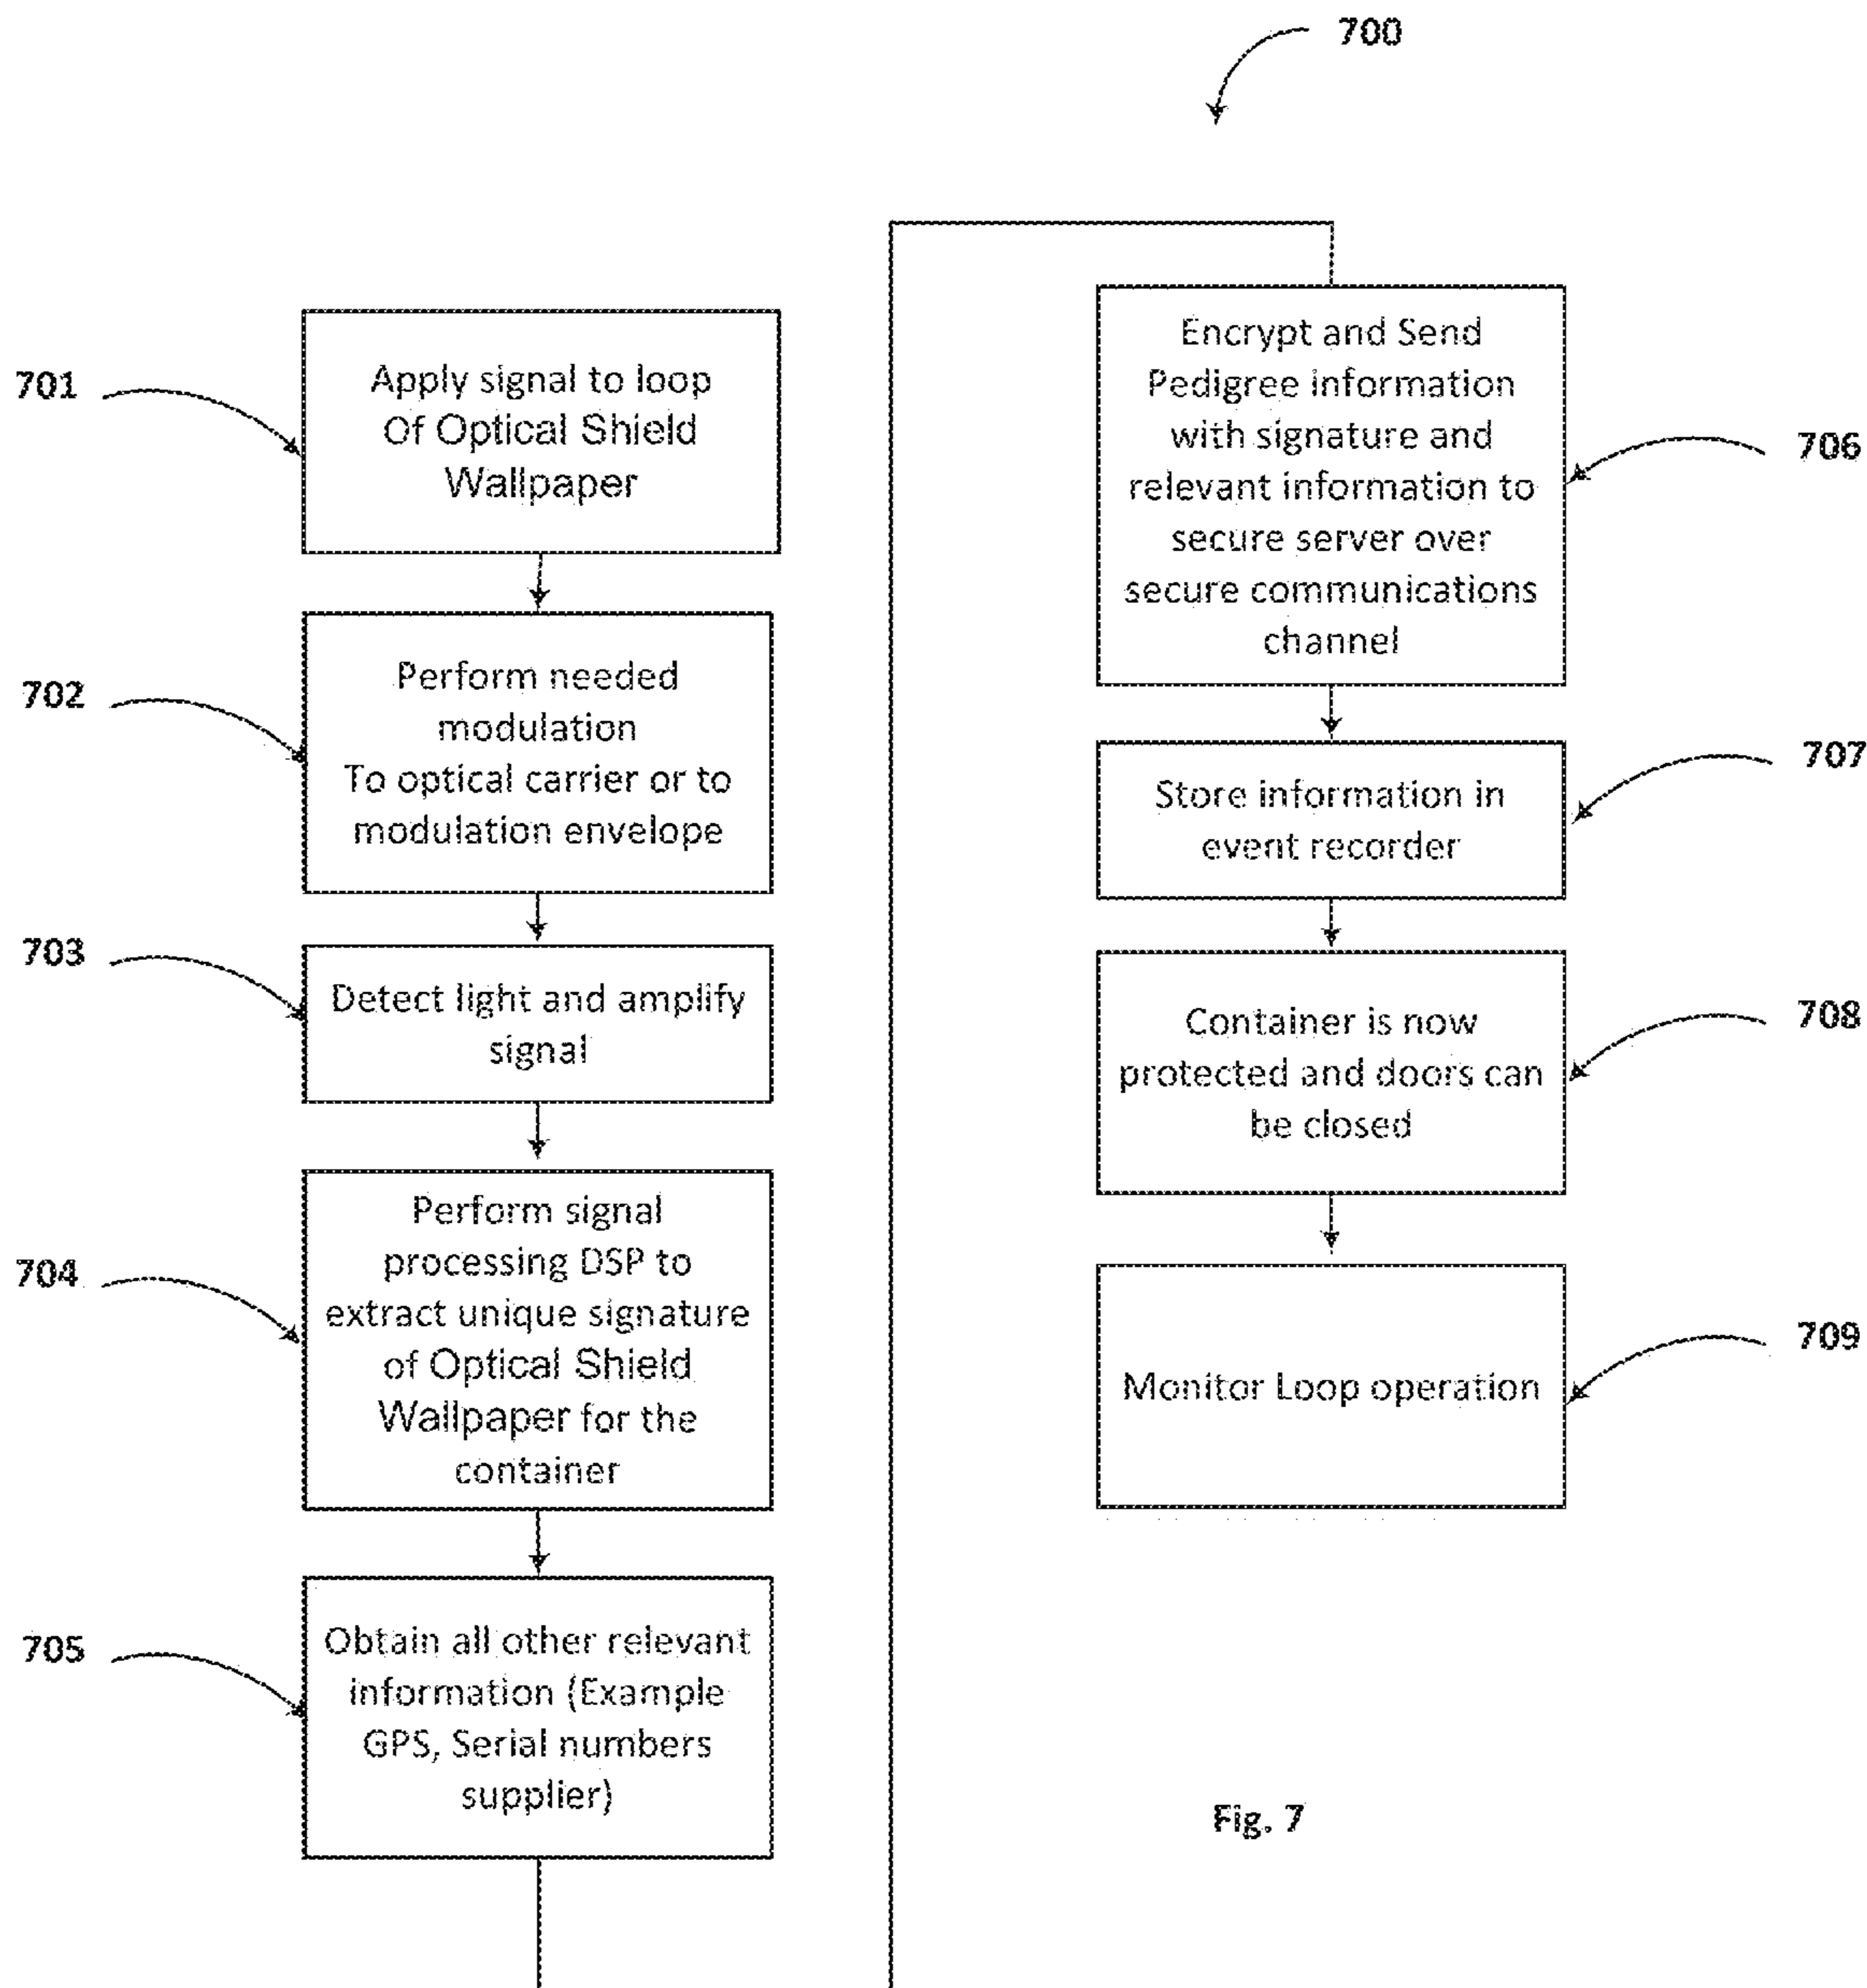 700
701
Apply signal to loop
Of Optical Shield
Wallpaper
702
Perform needed
modulation
To optical carrier or to
modulation envelope
703
Detect light and amplify
signal
704
Perform signal
processing DSP to
extract unique signature
of Optical Shield
Wallpaper for the
container
705
Obtain all other relevant
information (Example
GPS, Serial numbers
supplier)
Encrypt and Send
Pedigree information
with signature and
relevant information to
secure server over
secure communications
channel
706
Store information in
event recorder
707
Container is now
protected and doors can
be closed
708
Monitor Loop operation
709
Fig. 7